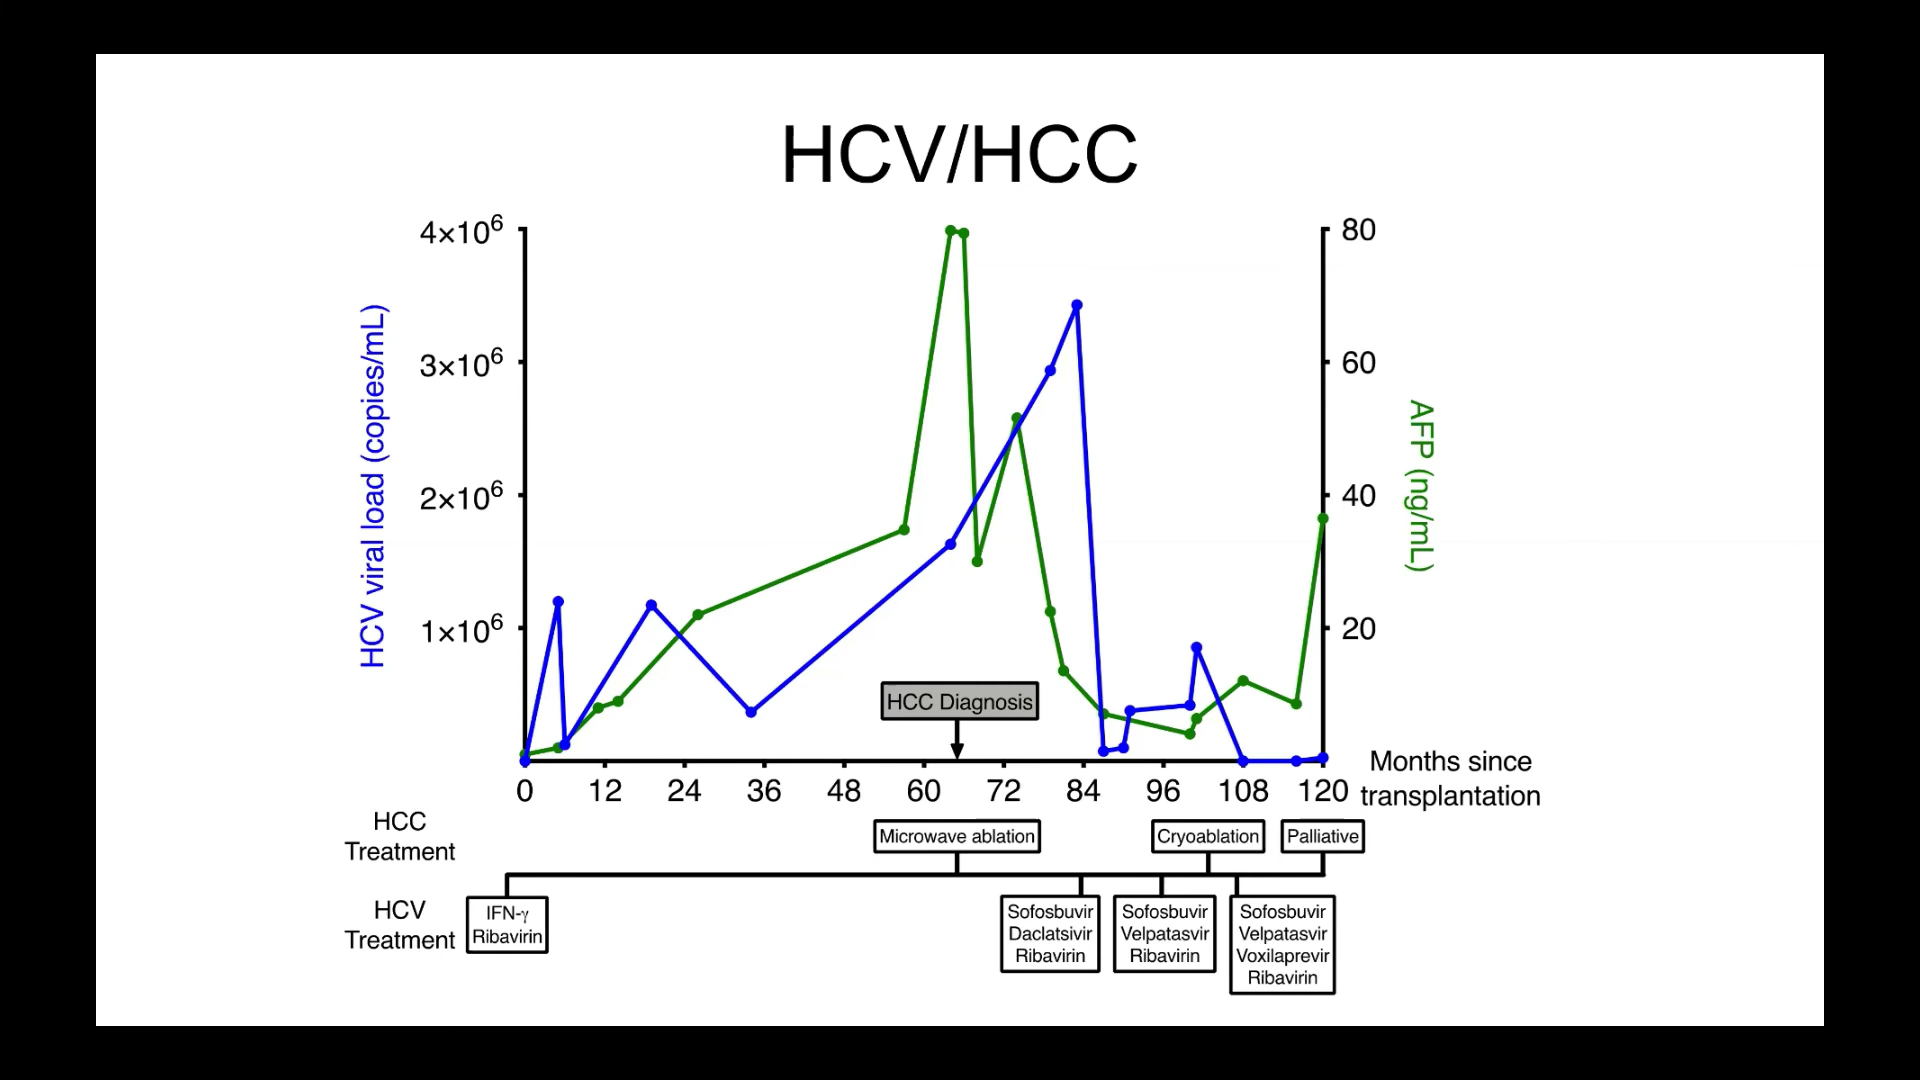 HCV/HCC
4×10⁶
3×10⁶
2×10⁶
1×10⁶
HCV viral load (copies/mL)
80
60
40
20
AFP (ng/mL)
HCC Diagnosis
0 12 24 36 48 60 72 84 96 108 120
Months since
transplantation
HCC
Treatment
Microwave ablation
Cryoablation
Palliative
HCV
Treatment
IFN-γ
Ribavirin
Sofosbuvir
Daclatsivir
Ribavirin
Sofosbuvir
Velpatasvir
Ribavirin
Sofosbuvir
Velpatasvir
Voxilaprevir
Ribavirin